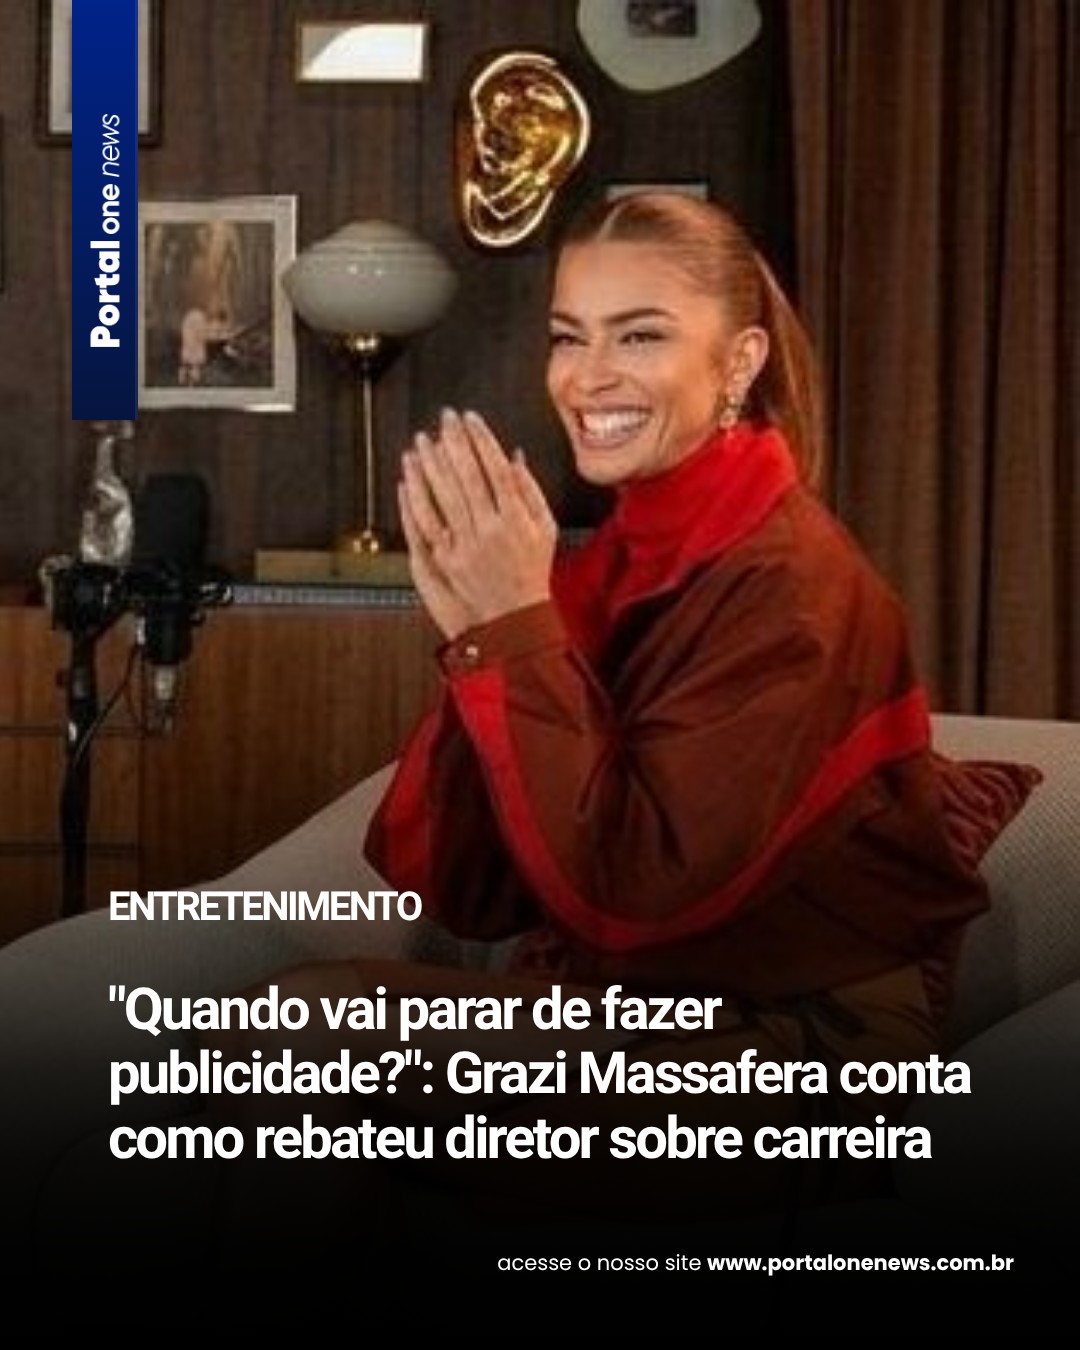 Portal one news
ENTRETENIMENTO
"Quando vai parar de fazer
publicidade?": Grazi Massafera conta
como rebateu diretor sobre carreira
acesse o nosso site www.portalonenews.com.br